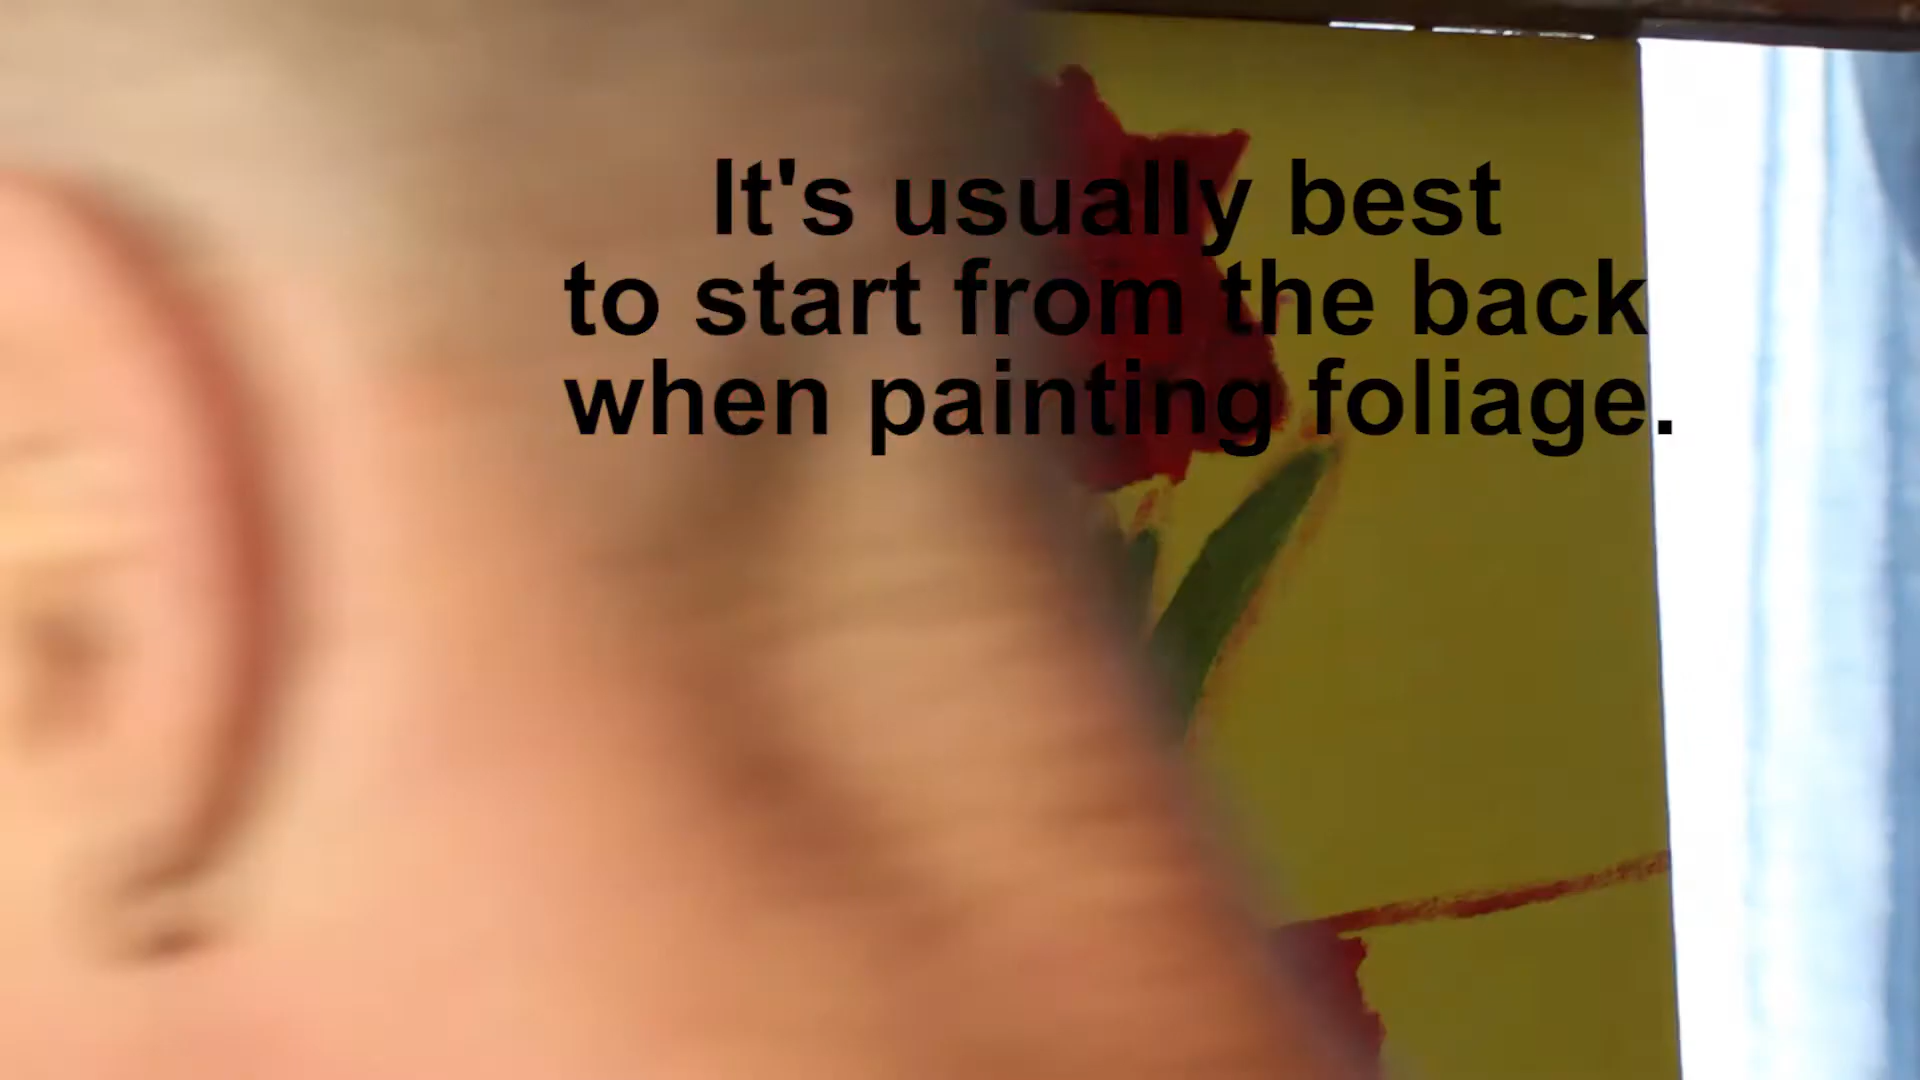 It's usually best
to start from the back
when painting foliage.